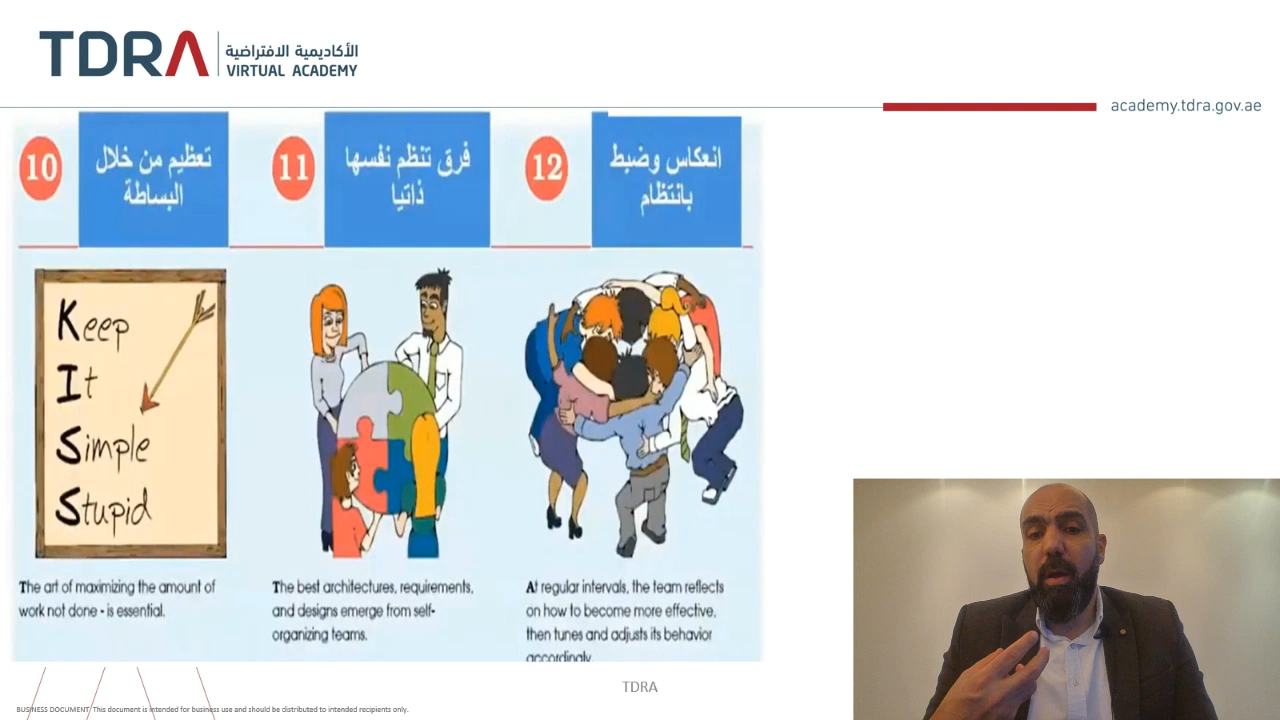 TDRA
الأكاديمية الافتراضية
VIRTUAL ACADEMY
academy.tdra.gov.ae
10
تعظيم من خلال
البساطة
11
فرق تنظم نفسها
ذاتيا
12
انعكاس وضبط
بانتظام
Keep
It
Simple
Stupid
The art of maximizing the amount of
work not done - is essential.
The best architectures, requirements,
and designs emerge from self-
organizing teams.
At regular intervals, the team reflects
on how to become more effective,
then tunes and adjusts its behavior
accordingly.
TDRA
BUSINESS DOCUMENT This document is intended for business use and should be distributed to intended recipients only.